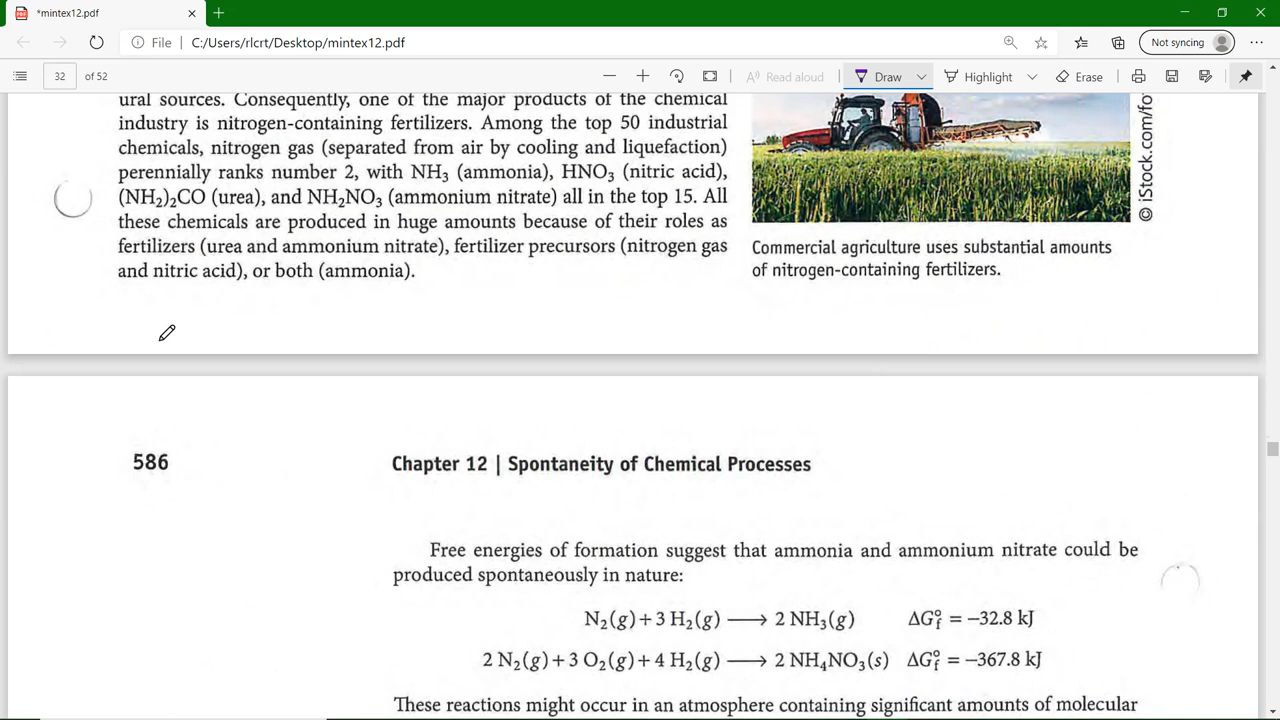 *mintex12.pdf
File | C:/Users/rlcrt/Desktop/mintex12.pdf
Not syncing
32 of 52
Read aloud
Draw
Highlight
Erase
ural sources. Consequently, one of the major products of the chemical
industry is nitrogen-containing fertilizers. Among the top 50 industrial
chemicals, nitrogen gas (separated from air by cooling and liquefaction)
perennially ranks number 2, with NH₃ (ammonia), HNO₃ (nitric acid),
(NH₂)₂CO (urea), and NH₂NO₃ (ammonium nitrate) all in the top 15. All
these chemicals are produced in huge amounts because of their roles as
fertilizers (urea and ammonium nitrate), fertilizer precursors (nitrogen gas
and nitric acid), or both (ammonia).
© iStock.com/fo
Commercial agriculture uses substantial amounts
of nitrogen-containing fertilizers.
586
Chapter 12 | Spontaneity of Chemical Processes
Free energies of formation suggest that ammonia and ammonium nitrate could be
produced spontaneously in nature:
N₂(g) + 3 H₂(g) ⟶ 2 NH₃(g) ΔG°f = −32.8 kJ
2 N₂(g) + 3 O₂(g) + 4 H₂(g) ⟶ 2 NH₄NO₃(s) ΔG°f = −367.8 kJ
These reactions might occur in an atmosphere containing significant amounts of molecular